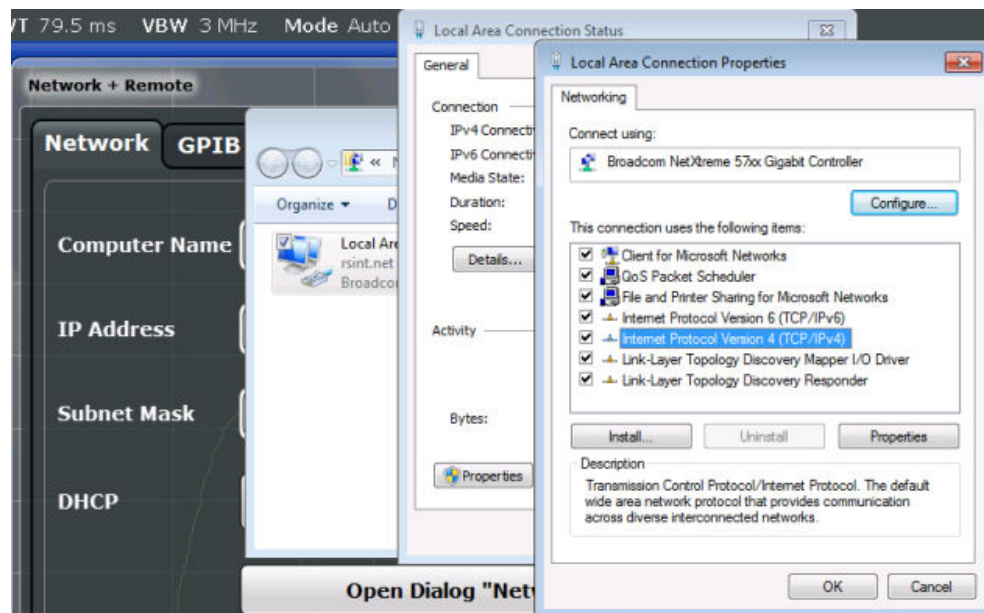 79.5 ms VBW 3 MHz Mode Auto
Network + Remote
Network GPIB
Computer Name
IP Address
Subnet Mask
DHCP
Organize
Local Are
rsint.net
Broadco
Open Dialog "Net
Local Area Connection Status
General
Connection
IPv4 Connecti
IPv6 Connecti
Media State:
Duration:
Speed:
Details...
Activity
Bytes:
Properties
Local Area Connection Properties
Networking
Connect using:
Broadcom NetXtreme 57xx Gigabit Controller
Configure...
This connection uses the following items:
Client for Microsoft Networks
QoS Packet Scheduler
File and Printer Sharing for Microsoft Networks
Internet Protocol Version 6 (TCP/IPv6)
Internet Protocol Version 4 (TCP/IPv4)
Link-Layer Topology Discovery Mapper I/O Driver
Link-Layer Topology Discovery Responder
Install... Uninstall Properties
Description
Transmission Control Protocol/Internet Protocol. The default
wide area network protocol that provides communication
across diverse interconnected networks.
OK Cancel